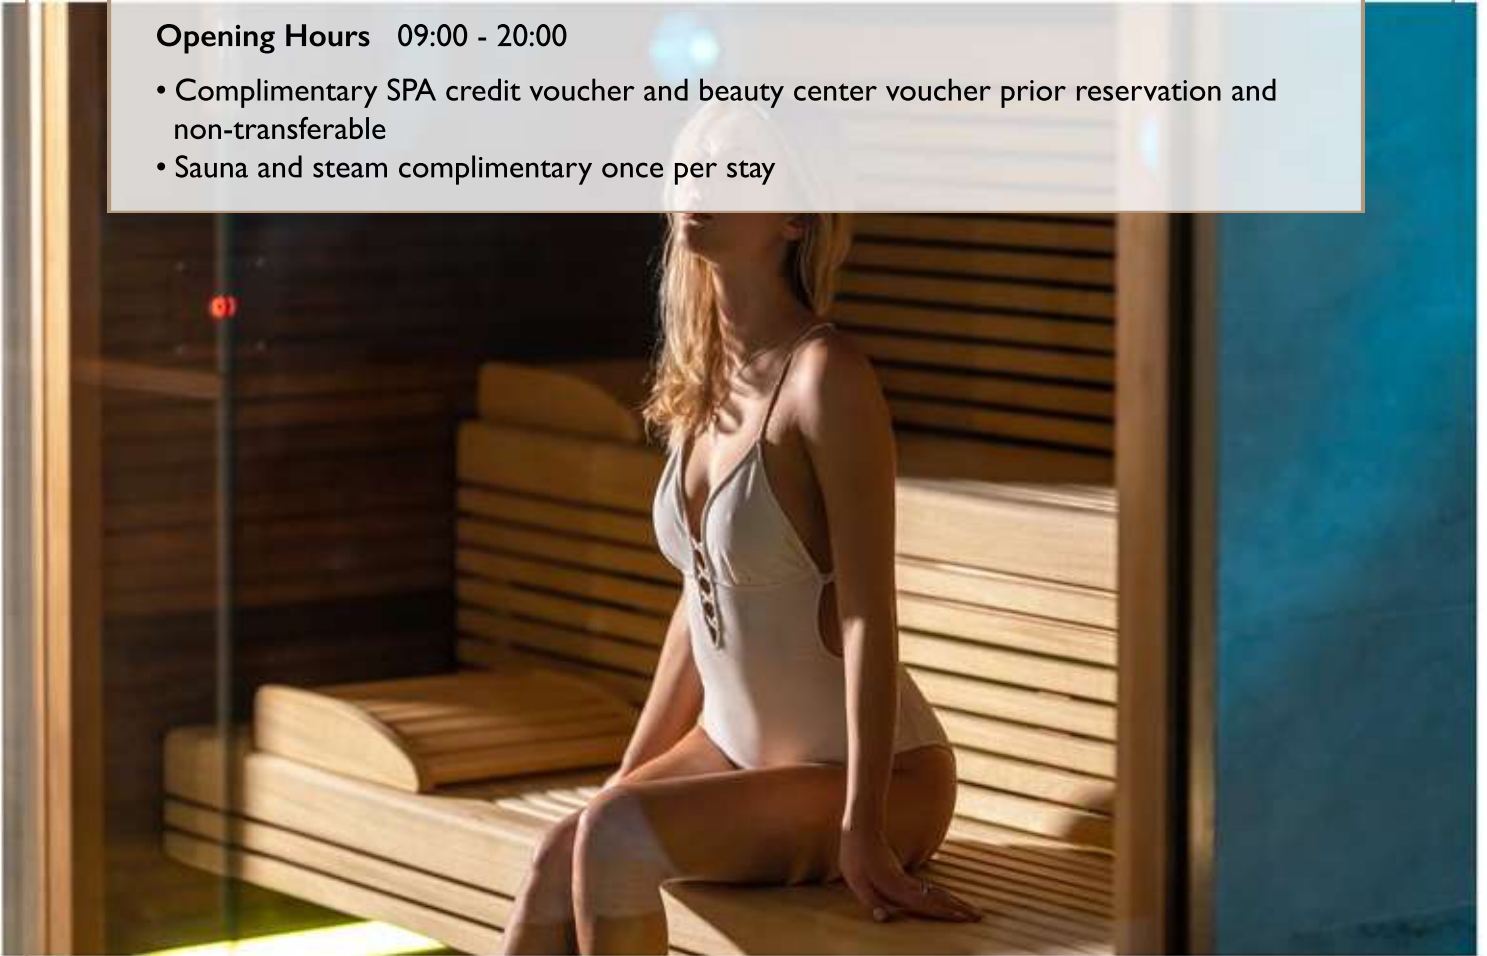 Opening Hours 09:00 - 20:00
• Complimentary SPA credit voucher and beauty center voucher prior reservation and
non-transferable
• Sauna and steam complimentary once per stay